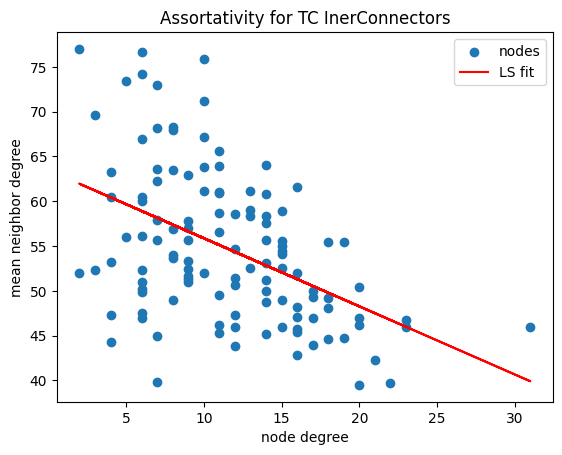 Assortativity for TC InerConnectors
nodes
LS fit
mean neighbor degree
75
70
65
60
55
50
45
40
5 10 15 20 25 30
node degree